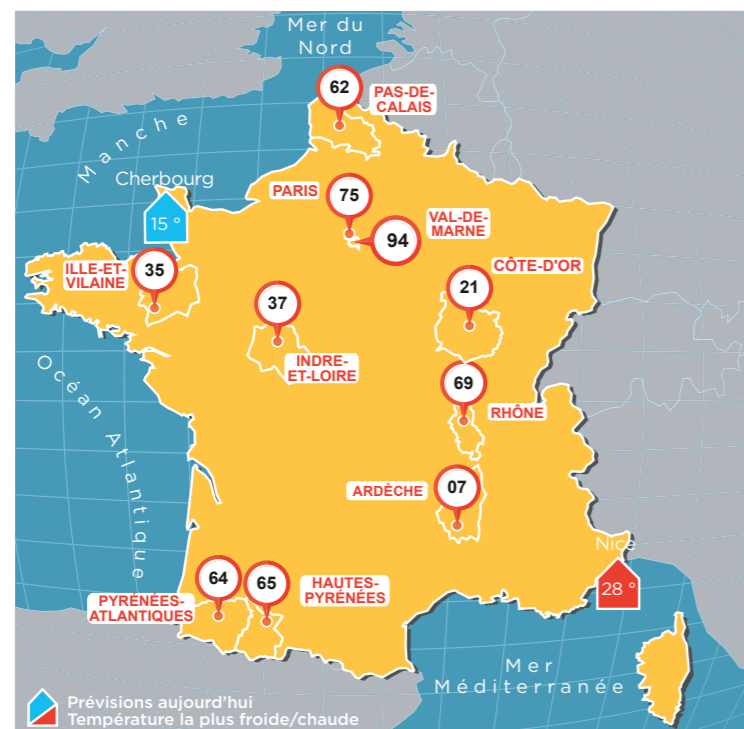 Mer du
Nord
62
PAS-DE-
CALAIS
Manche
Cherbourg
15 °
PARIS
75
VAL-DE-
MARNE
94
ILLE-ET-
VILAINE
35
CÔTE-D'OR
21
37
INDRE-
ET-LOIRE
69
RHÔNE
Océan Atlantique
ARDÈCHE
07
Nice
28 °
64
PYRÉNÉES-
ATLANTIQUES
65
HAUTES-
PYRÉNÉES
Mer
Méditerranée
Prévisions aujourd'hui
Température la plus froide/chaude